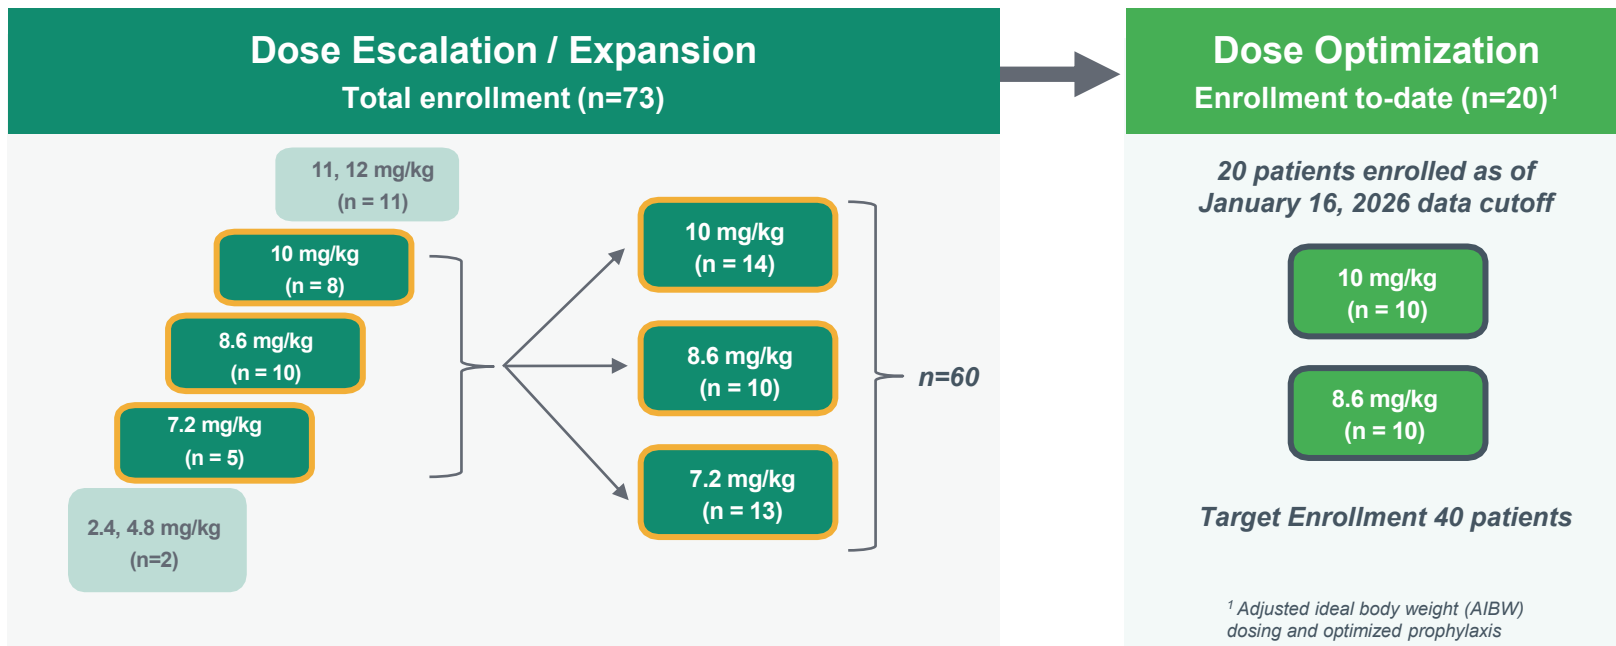 Dose Escalation / Expansion
Total enrollment (n=73)
11, 12 mg/kg
(n = 11)
10 mg/kg
(n = 8)
8.6 mg/kg
(n = 10)
7.2 mg/kg
(n = 5)
2.4, 4.8 mg/kg
(n=2)
10 mg/kg
(n = 14)
8.6 mg/kg
(n = 10)
7.2 mg/kg
(n = 13)
n=60
Dose Optimization
Enrollment to-date (n=20)¹
20 patients enrolled as of
January 16, 2026 data cutoff
10 mg/kg
(n = 10)
8.6 mg/kg
(n = 10)
Target Enrollment 40 patients
¹ Adjusted ideal body weight (AIBW)
dosing and optimized prophylaxis